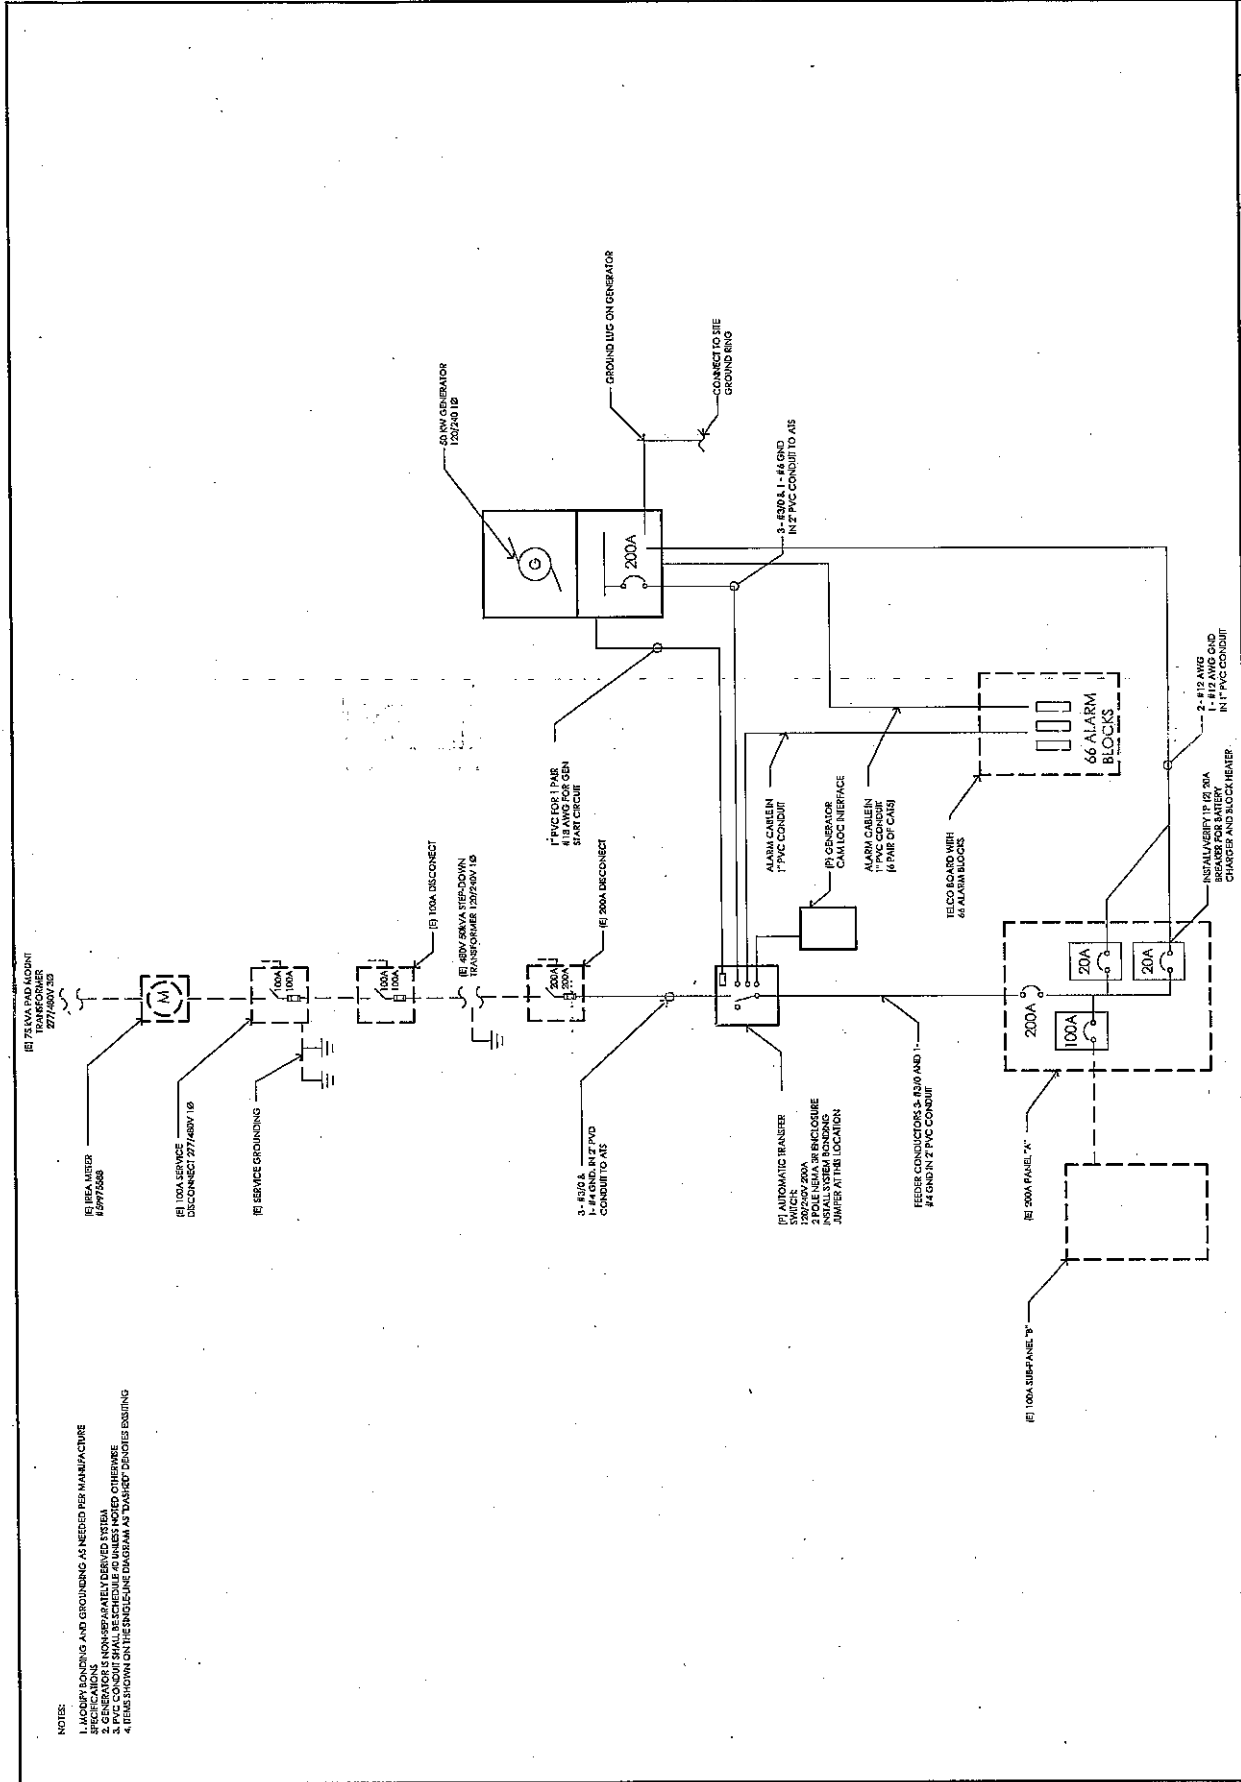 (E) 75 KVA PAD MOUNT
TRANSFORMER
277/480V 3Ø
(E) IREA METER
#59975588
M
(E) 100A SERVICE
DISCONNECT 277/480V 1Ø
100A
100A
(E) SERVICE GROUNDING
100A
100A
(E) 100A DISCONECT
(E) 480V 50KVA STEP-DOWN
TRANSFORMER 120/240V 1Ø
200A
200A
(E) 200A DISCONECT
3 - #3/0 &
1- #4 GND. IN 2" PVD
CONDUIT TO ATS
(P) AUTOMATIC TRANSFER
SWITCH:
120/240V 200A
2 POLE NEMA 3R ENCLOSURE
INSTALL SYSTEM BONDING
JUMPER AT THIS LOCATION
50 KW GENERATOR
120/240 1Ø
G
200A
GROUND LUG ON GENERATOR
CONNECT TO SITE
GROUND RING
1" PVC FOR 1 PAIR
#18 AWG FOR GEN
START CIRCUIT
3 - #3/0 & 1 - #6 GND
IN 2" PVC CONDUIT TO ATS
ALARM CABLE IN
1" PVC CONDUIT
(P) GENERATOR
CAM LOC INTERFACE
ALARM CABLE IN
1" PVC CONDUIT
(6 PAIR OF CAT5)
TELCO BOARD WITH
66 ALARM BLOCKS
66 ALARM
BLOCKS
2 - #12 AWG
1 - #12 AWG GND
IN 1" PVC CONDUIT
INSTALL/VERIFY 1P (2) 20A
BREAKER FOR BATTERY
CHARGER AND BLOCK HEATER
FEEDER CONDUCTORS 3- #3/0 AND 1-
#4 GND IN 2" PVC CONDUIT
200A
100A
20A
20A
(E) 200A PANEL "A"
(E) 100A SUB-PANEL "B"
NOTES:
1. MODIFY BONDING AND GROUNDING AS NEEDED PER MANUFACTURE
SPECIFICATIONS
2. GENERATOR IS NON-SEPARATELY DERIVED SYSTEM
3. PVC CONDUIT SHALL BE SCHEDULE 40 UNLESS NOTED OTHERWISE
4. ITEMS SHOWN ON THE SINGLE-LINE DIAGRAM AS "DASHED" DENOTES EXISTING